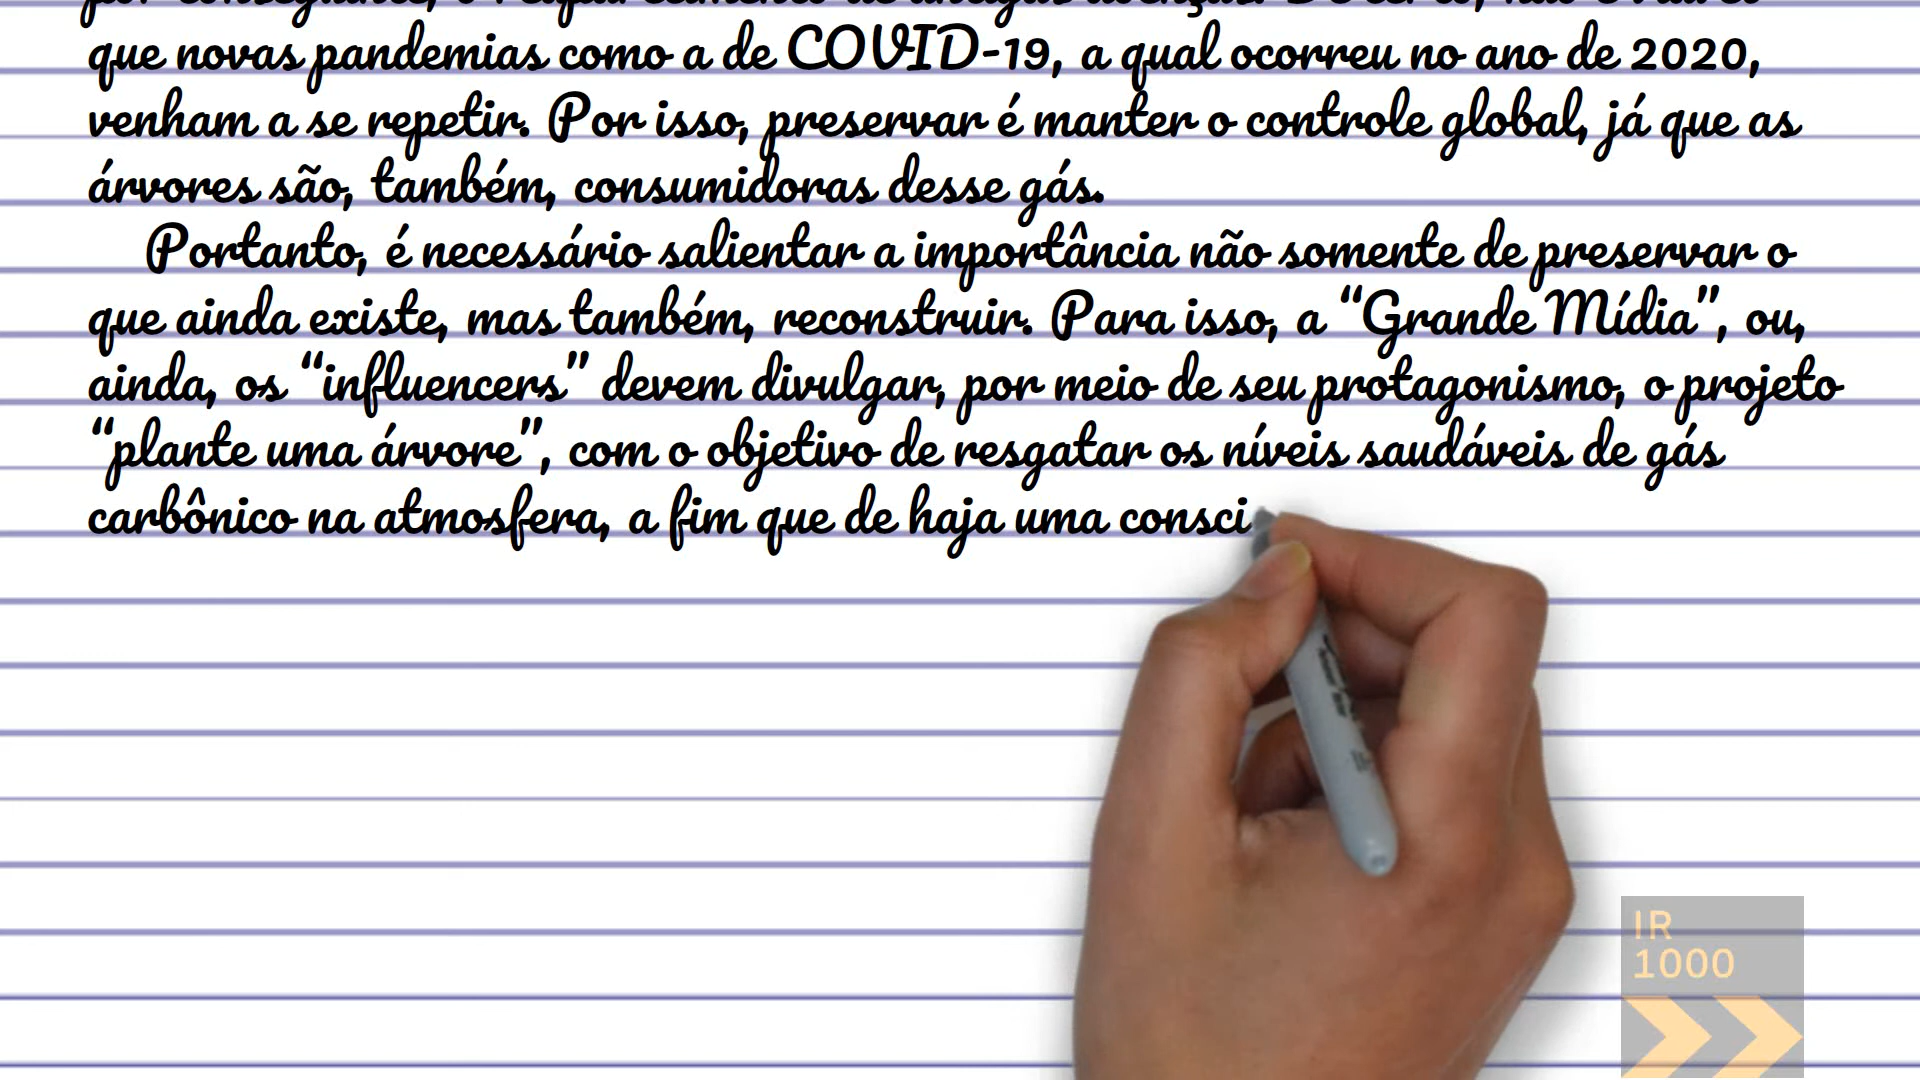 que novas pandemias como a de COVID-19, a qual ocorreu no ano de 2020,
venham a se repetir. Por isso, preservar é manter o controle global, já que as
árvores são, também, consumidoras desse gás.
Portanto, é necessário salientar a importância não somente de preservar o
que ainda existe, mas também, reconstruir. Para isso, a “Grande Mídia”, ou,
ainda, os “influencers” devem divulgar, por meio de seu protagonismo, o projeto
“plante uma árvore”, com o objetivo de resgatar os níveis saudáveis de gás
carbônico na atmosfera, a fim que de haja uma consci
IR
1000